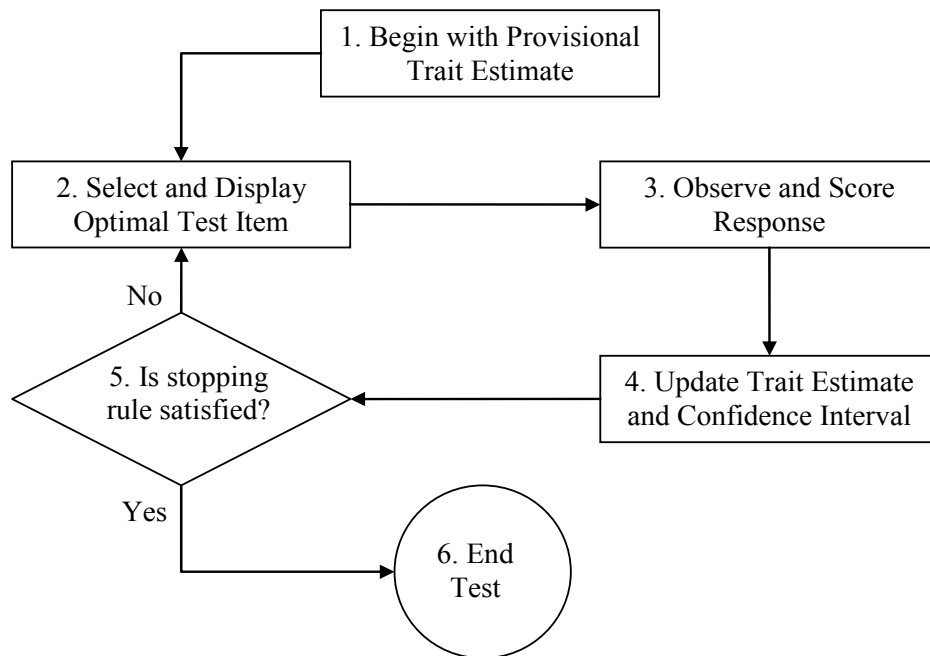 1. Begin with Provisional
Trait Estimate
2. Select and Display
Optimal Test Item
3. Observe and Score
Response
4. Update Trait Estimate
and Confidence Interval
5. Is stopping
rule satisfied?
No
Yes
6. End
Test